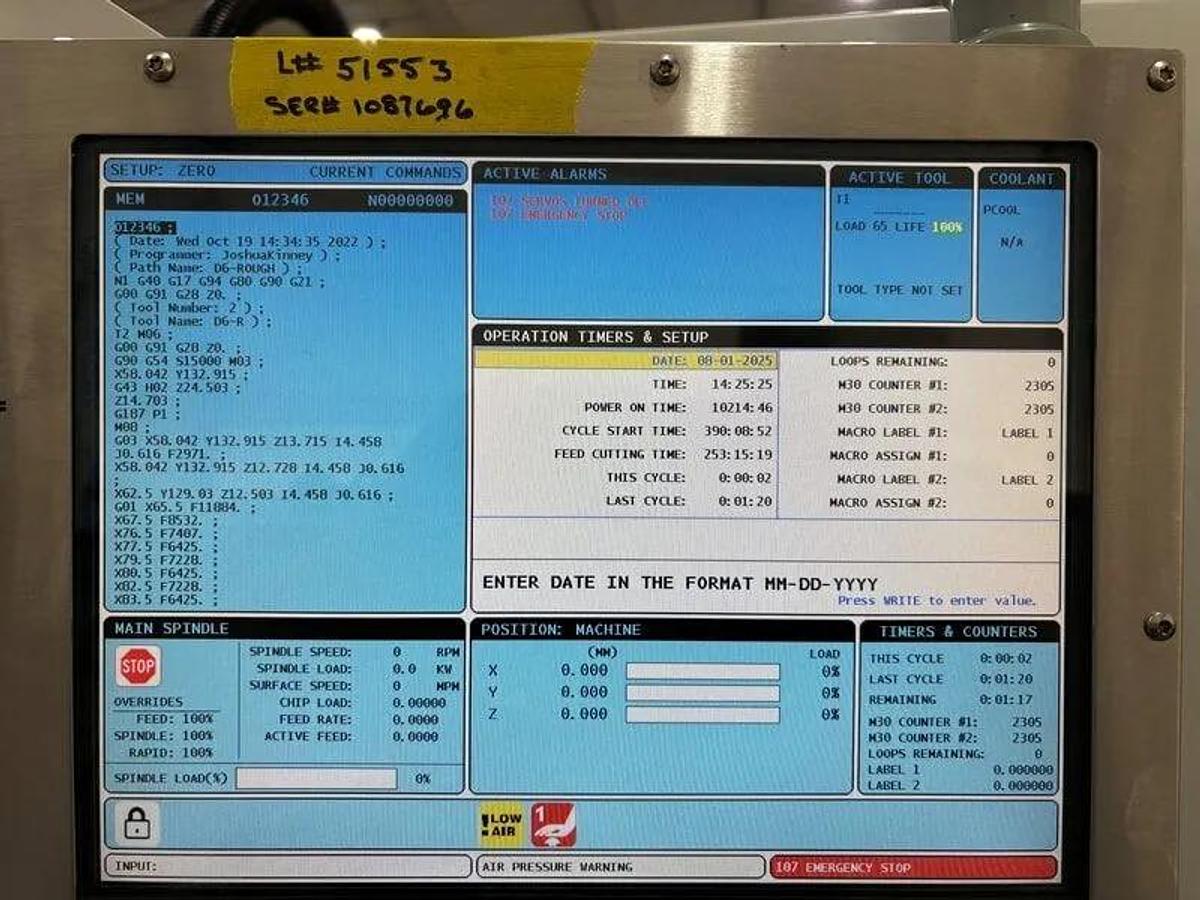 L# 51553
SER# 1087696
SETUP: ZERO CURRENT COMMANDS
MEM O12346 N00000000
O12346 ;
( Date: Wed Oct 19 14:34:35 2022 ) ;
( Programmer: JoshuaKinney ) ;
( Path Name: D6-ROUGH ) ;
N1 G40 G17 G94 G80 G90 G21 ;
G00 G91 G28 Z0. ;
( Tool Number: 2 ) ;
( Tool Name: D6-R ) ;
T2 M06 ;
G00 G91 G28 Z0. ;
G90 G54 S15000 M03 ;
X58.042 Y132.915 ;
G43 H02 Z24.503 ;
Z14.703 ;
G187 P1 ;
M08 ;
G03 X58.042 Y132.915 Z13.715 I4.458
J0.616 F2971. ;
X58.042 Y132.915 Z12.728 I4.458 J0.616
;
X62.5 Y129.03 Z12.503 I4.458 J0.616 ;
G01 X65.5 F11884. ;
X67.5 F8532. ;
X76.5 F7407. ;
X77.5 F6425. ;
X79.5 F7228. ;
X80.5 F6425. ;
X82.5 F7228. ;
X83.5 F6425. ;
ACTIVE ALARMS
107 SERVOS TURNED OFF
107 EMERGENCY STOP
ACTIVE TOOL
T1
LOAD 65 LIFE 100%
TOOL TYPE NOT SET
COOLANT
PCOOL
N/A
OPERATION TIMERS & SETUP
DATE: 08-01-2025
TIME: 14:25:25
POWER ON TIME: 10214:46
CYCLE START TIME: 390:08:52
FEED CUTTING TIME: 253:15:19
THIS CYCLE: 0:00:02
LAST CYCLE: 0:01:20
LOOPS REMAINING: 0
M30 COUNTER #1: 2305
M30 COUNTER #2: 2305
MACRO LABEL #1: LABEL 1
MACRO ASSIGN #1: 0
MACRO LABEL #2: LABEL 2
MACRO ASSIGN #2: 0
ENTER DATE IN THE FORMAT MM-DD-YYYY
Press WRITE to enter value.
MAIN SPINDLE
STOP
OVERRIDES
FEED: 100%
SPINDLE: 100%
RAPID: 100%
SPINDLE SPEED: 0 RPM
SPINDLE LOAD: 0.0 KW
SURFACE SPEED: 0 MPM
CHIP LOAD: 0.00000
FEED RATE: 0.0000
ACTIVE FEED: 0.0000
SPINDLE LOAD(%) 0%
POSITION: MACHINE
(MM) LOAD
X 0.000 0%
Y 0.000 0%
Z 0.000 0%
TIMERS & COUNTERS
THIS CYCLE 0:00:02
LAST CYCLE 0:01:20
REMAINING 0:01:17
M30 COUNTER #1: 2305
M30 COUNTER #2: 2305
LOOPS REMAINING: 0
LABEL 1 0.000000
LABEL 2 0.000000
!LOW
AIR
1
INPUT:
AIR PRESSURE WARNING
107 EMERGENCY STOP